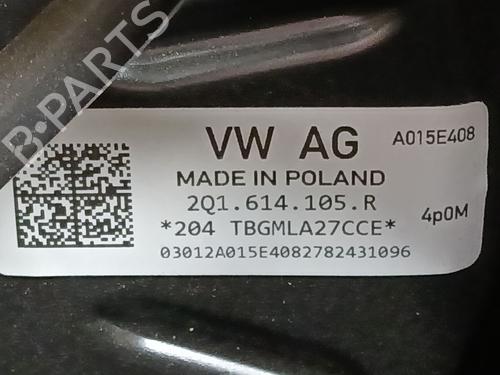 B-PARTS
VW AG
A015E408
MADE IN POLAND
2Q1.614.105.R
*204 TBGMLA27CCE*
4p0M
03012A015E4082782431096